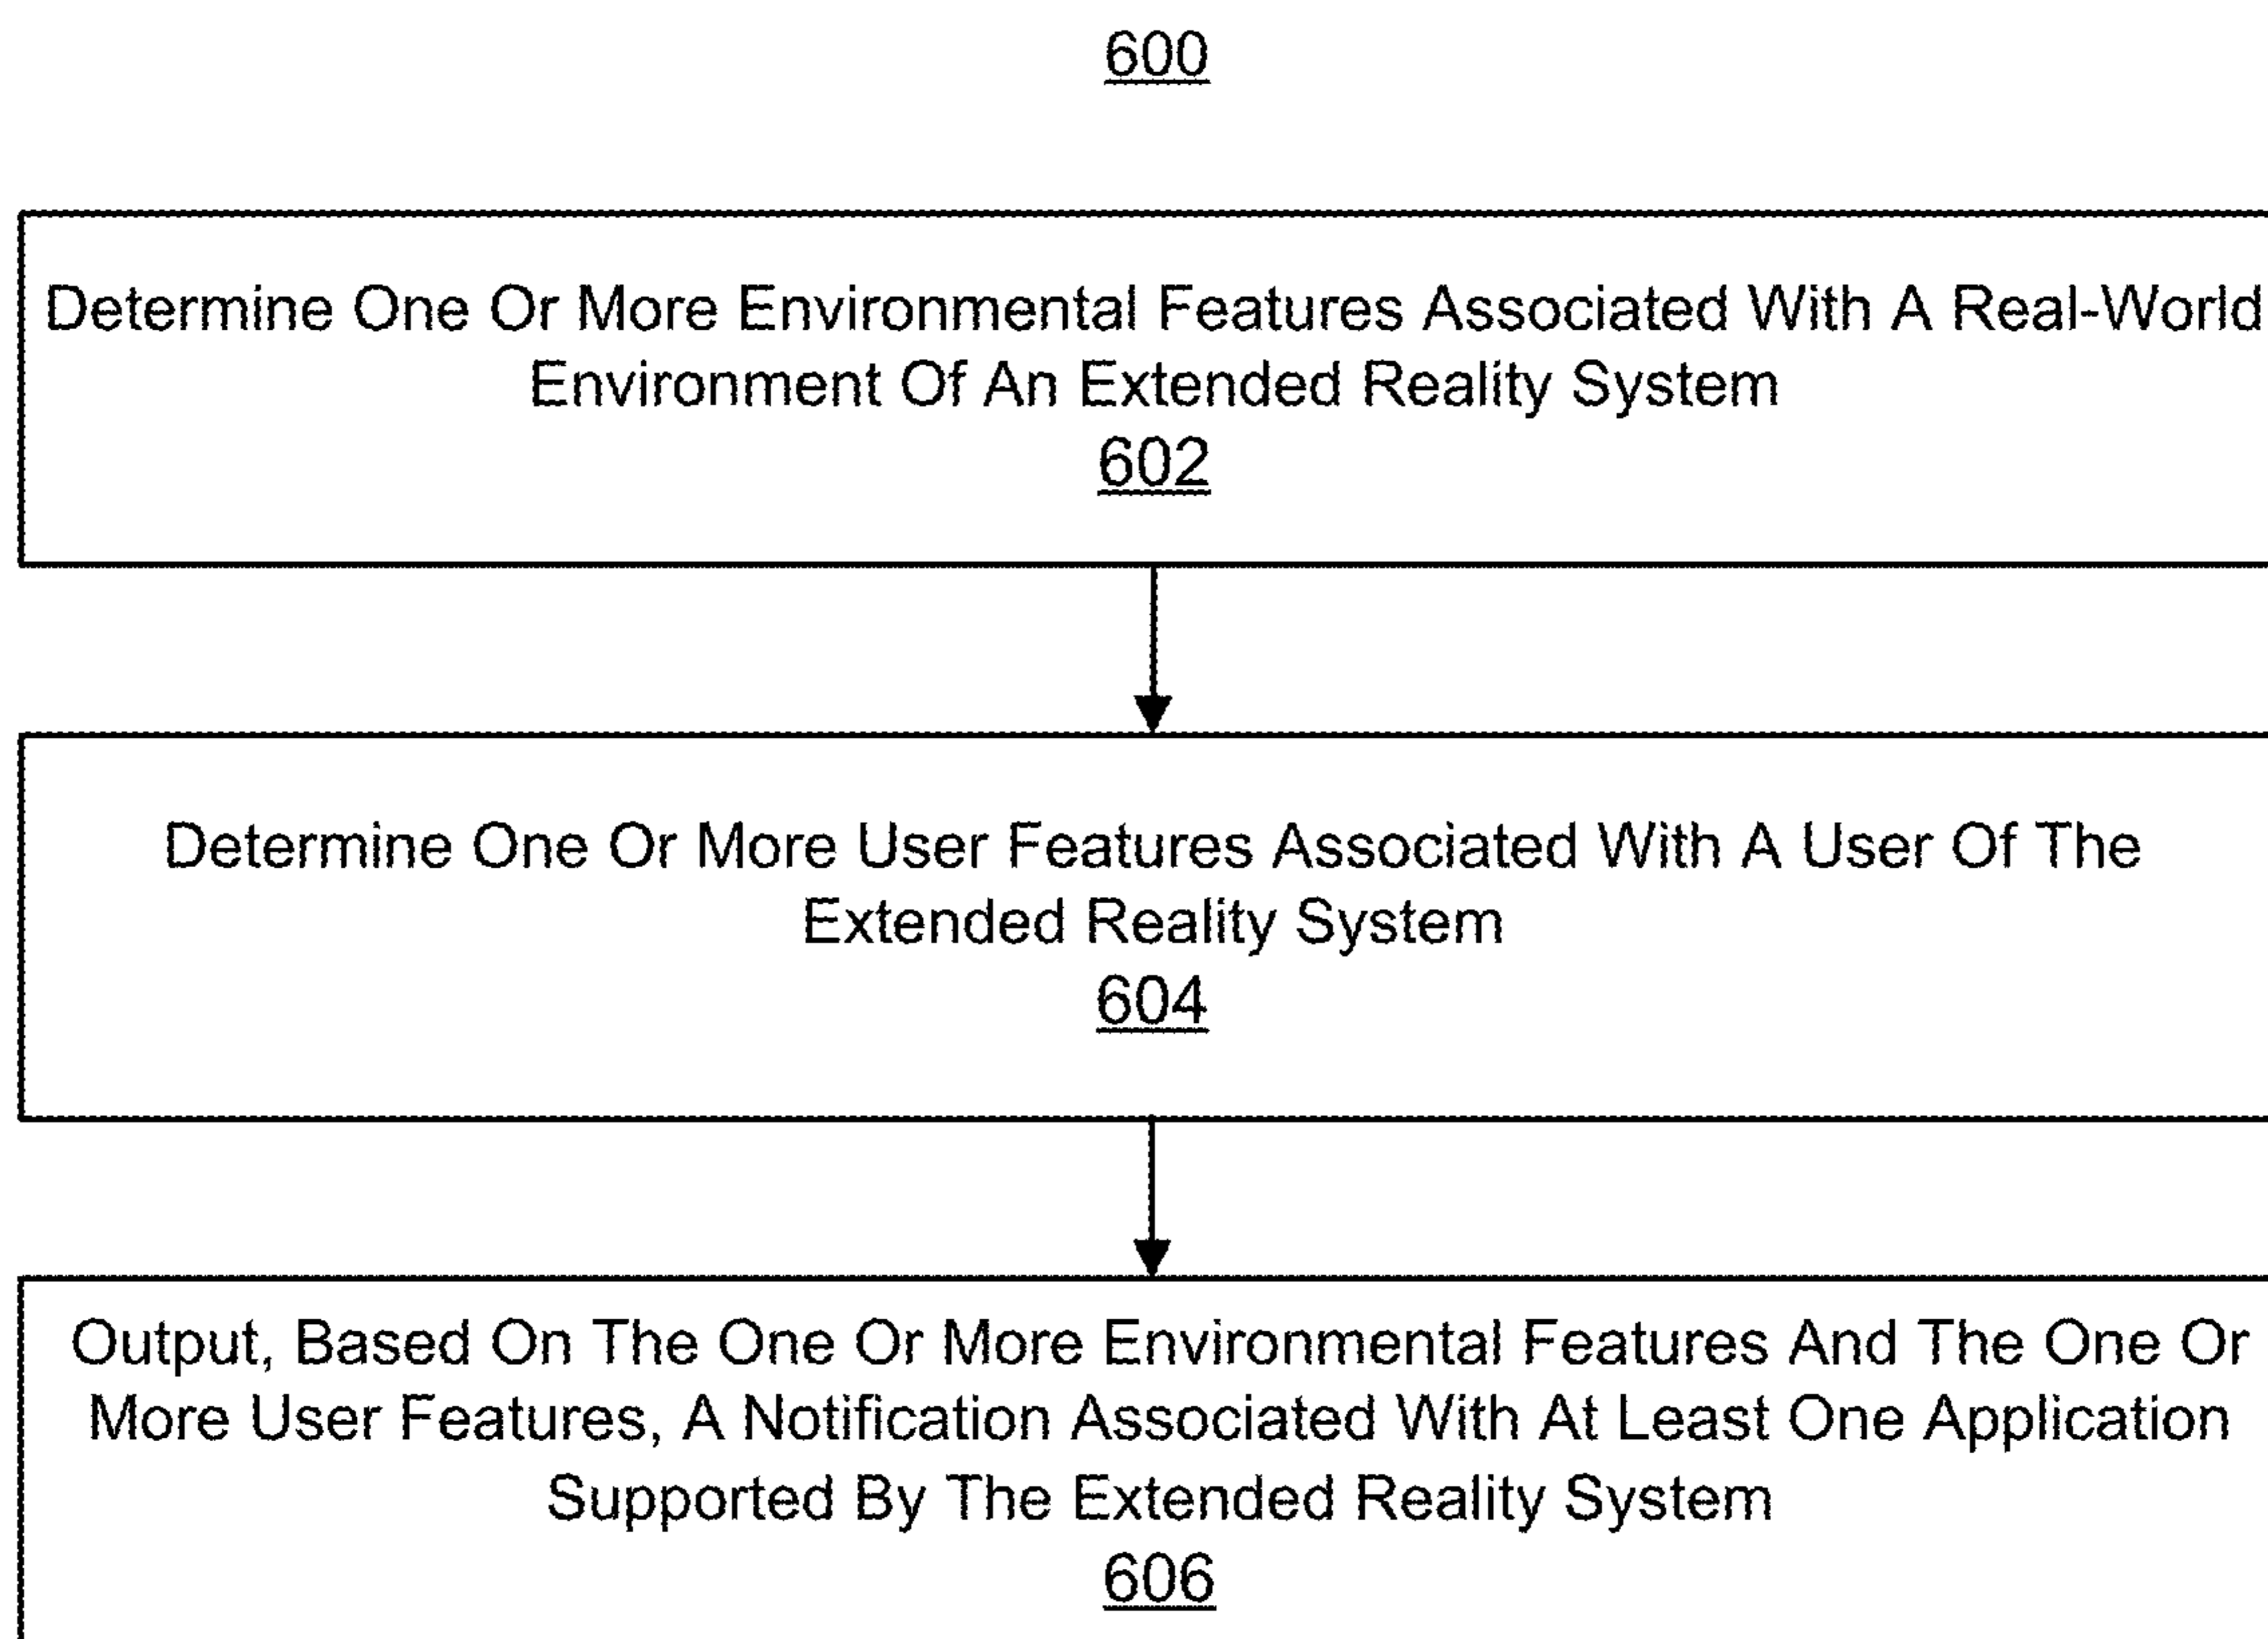 600
Determine One Or More Environmental Features Associated With A Real-World
Environment Of An Extended Reality System
602
Determine One Or More User Features Associated With A User Of The
Extended Reality System
604
Output, Based On The One Or More Environmental Features And The One Or
More User Features, A Notification Associated With At Least One Application
Supported By The Extended Reality System
606